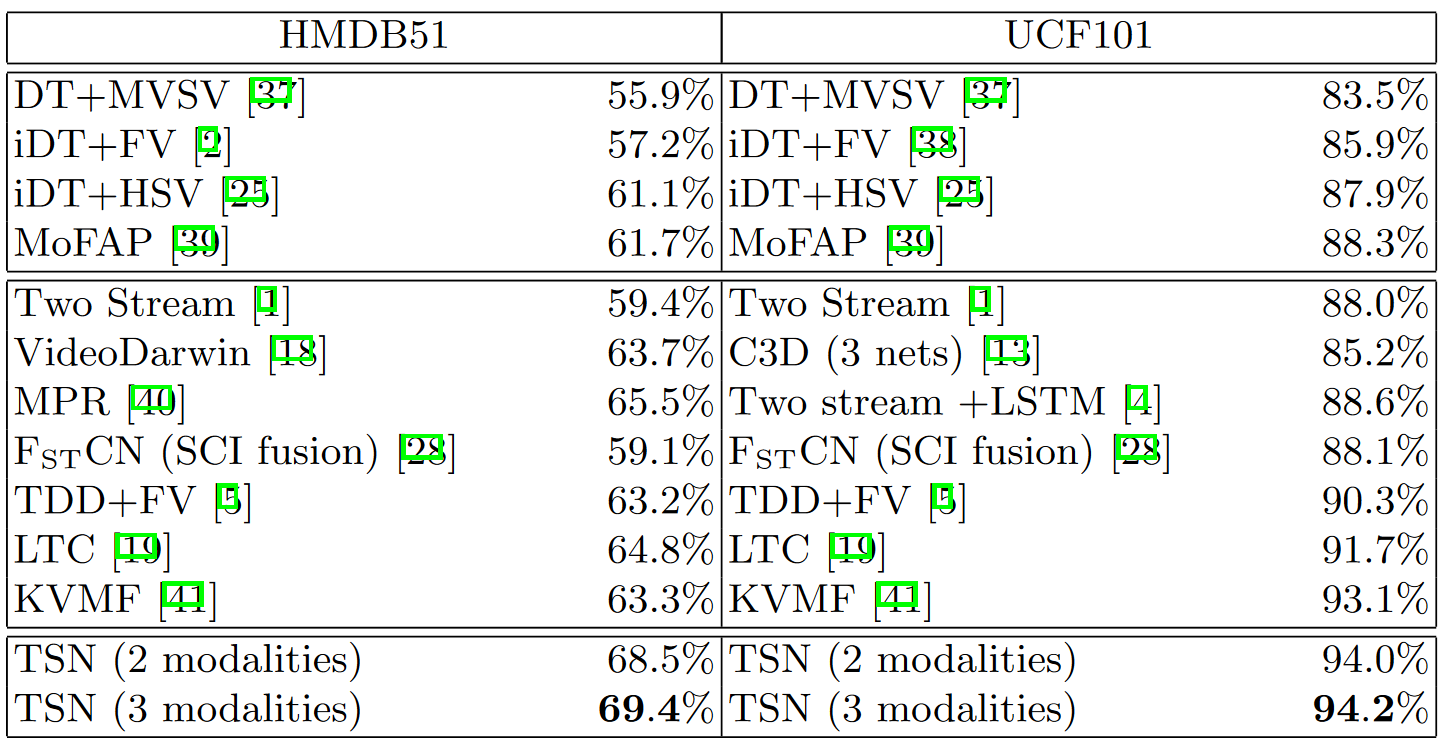 HMDB51 UCF101
DT+MVSV [37] 55.9% DT+MVSV [37] 83.5%
iDT+FV [2] 57.2% iDT+FV [38] 85.9%
iDT+HSV [25] 61.1% iDT+HSV [25] 87.9%
MoFAP [39] 61.7% MoFAP [39] 88.3%
Two Stream [1] 59.4% Two Stream [1] 88.0%
VideoDarwin [18] 63.7% C3D (3 nets) [13] 85.2%
MPR [40] 65.5% Two stream +LSTM [4] 88.6%
FSTCN (SCI fusion) [28] 59.1% FSTCN (SCI fusion) [28] 88.1%
TDD+FV [5] 63.2% TDD+FV [5] 90.3%
LTC [19] 64.8% LTC [19] 91.7%
KVMF [41] 63.3% KVMF [41] 93.1%
TSN (2 modalities) 68.5% TSN (2 modalities) 94.0%
TSN (3 modalities) 69.4% TSN (3 modalities) 94.2%